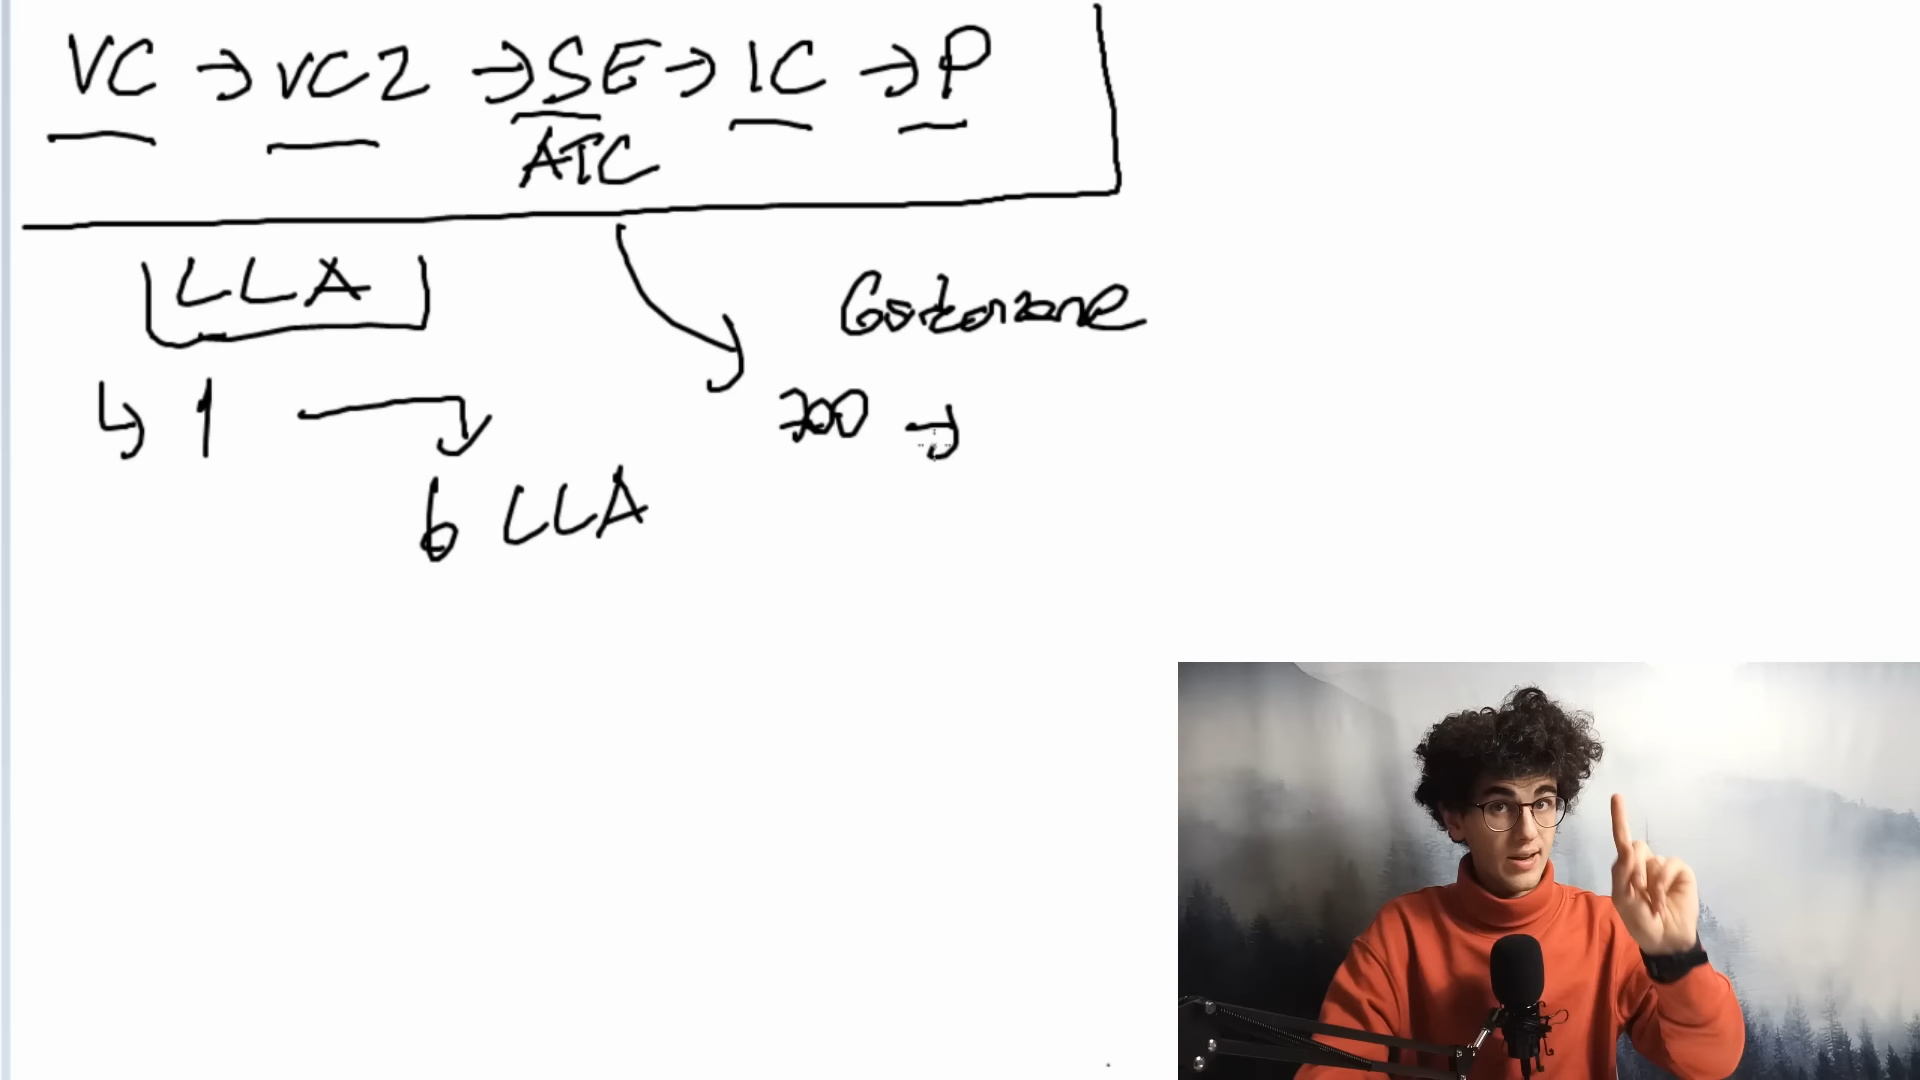 VC → VC2 → SE → IC → P
ATC
LLA
↳ 1
700 →
6 LLA